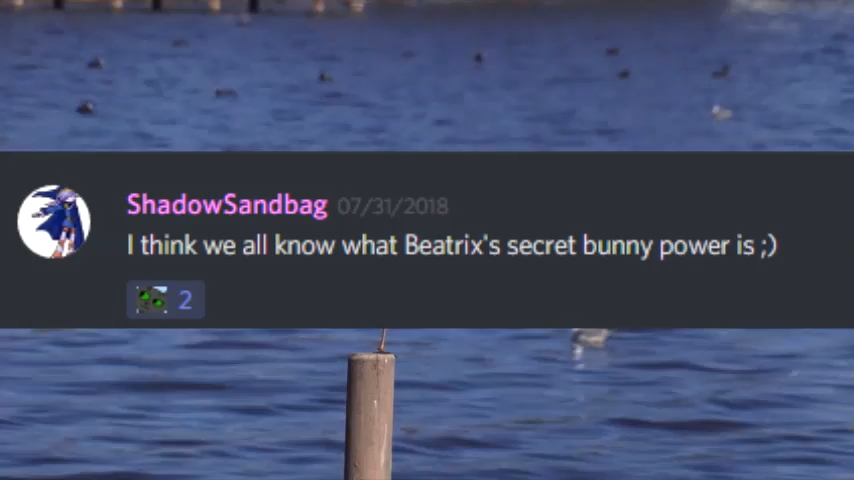 ShadowSandbag 07/31/2018
I think we all know what Beatrix's secret bunny power is ;)
2